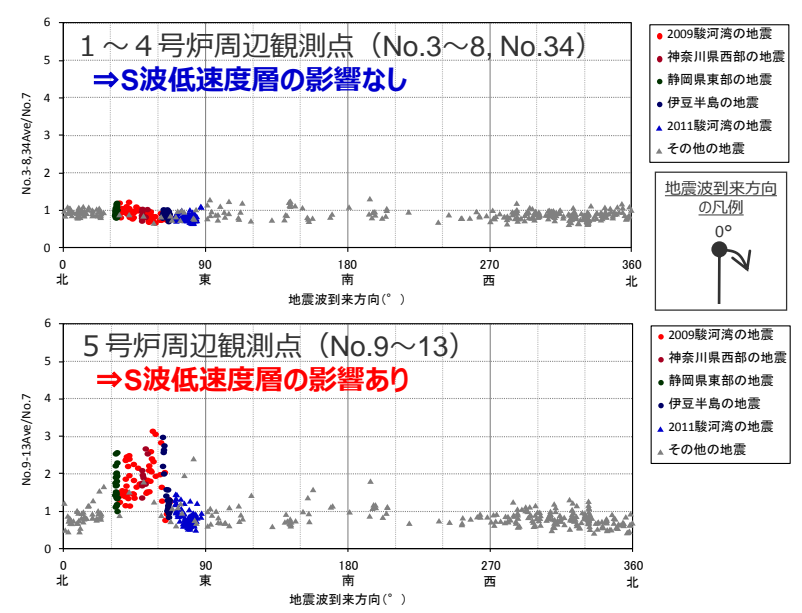 6
5
4
3
2
1
0
No.3-8,34Ave/No.7
1～4号炉周辺観測点（No.3～8, No.34）
⇒S波低速度層の影響なし
0 90 180 270 360
北 東 南 西 北
地震波到来方向(°)
2009駿河湾の地震
神奈川県西部の地震
静岡県東部の地震
伊豆半島の地震
2011駿河湾の地震
その他の地震
地震波到来方向
の凡例
0°
6
5
4
3
2
1
0
No.9-13Ave/No.7
5号炉周辺観測点（No.9～13）
⇒S波低速度層の影響あり
0 90 180 270 360
北 東 南 西 北
地震波到来方向(°)
2009駿河湾の地震
神奈川県西部の地震
静岡県東部の地震
伊豆半島の地震
2011駿河湾の地震
その他の地震